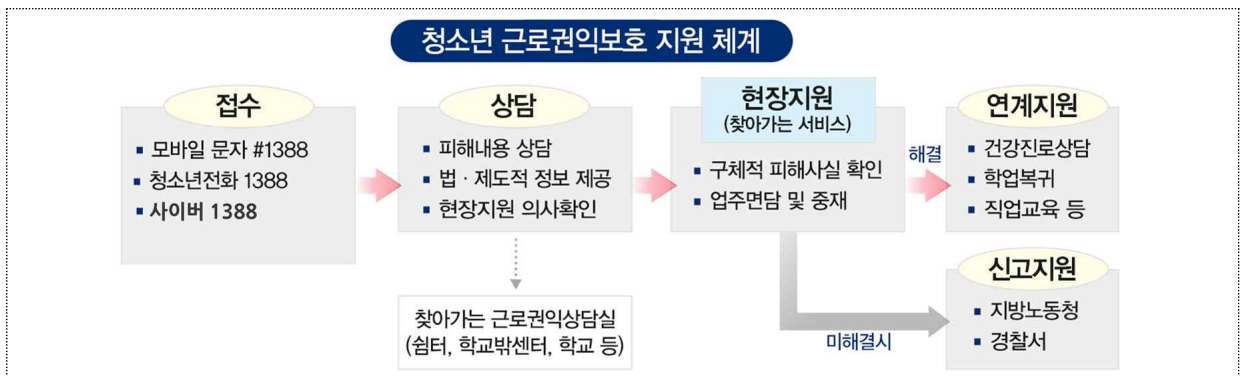 청소년 근로권익보호 지원 체계
접수
▪ 모바일 문자 #1388
▪ 청소년전화 1388
▪ 사이버 1388
상담
▪ 피해내용 상담
▪ 법·제도적 정보 제공
▪ 현장지원 의사확인
찾아가는 근로권익상담실
(쉼터, 학교밖센터, 학교 등)
현장지원
(찾아가는 서비스)
▪ 구체적 피해사실 확인
▪ 업주면담 및 중재
해결
연계지원
▪ 건강진로상담
▪ 학업복귀
▪ 직업교육 등
미해결시
신고지원
▪ 지방노동청
▪ 경찰서